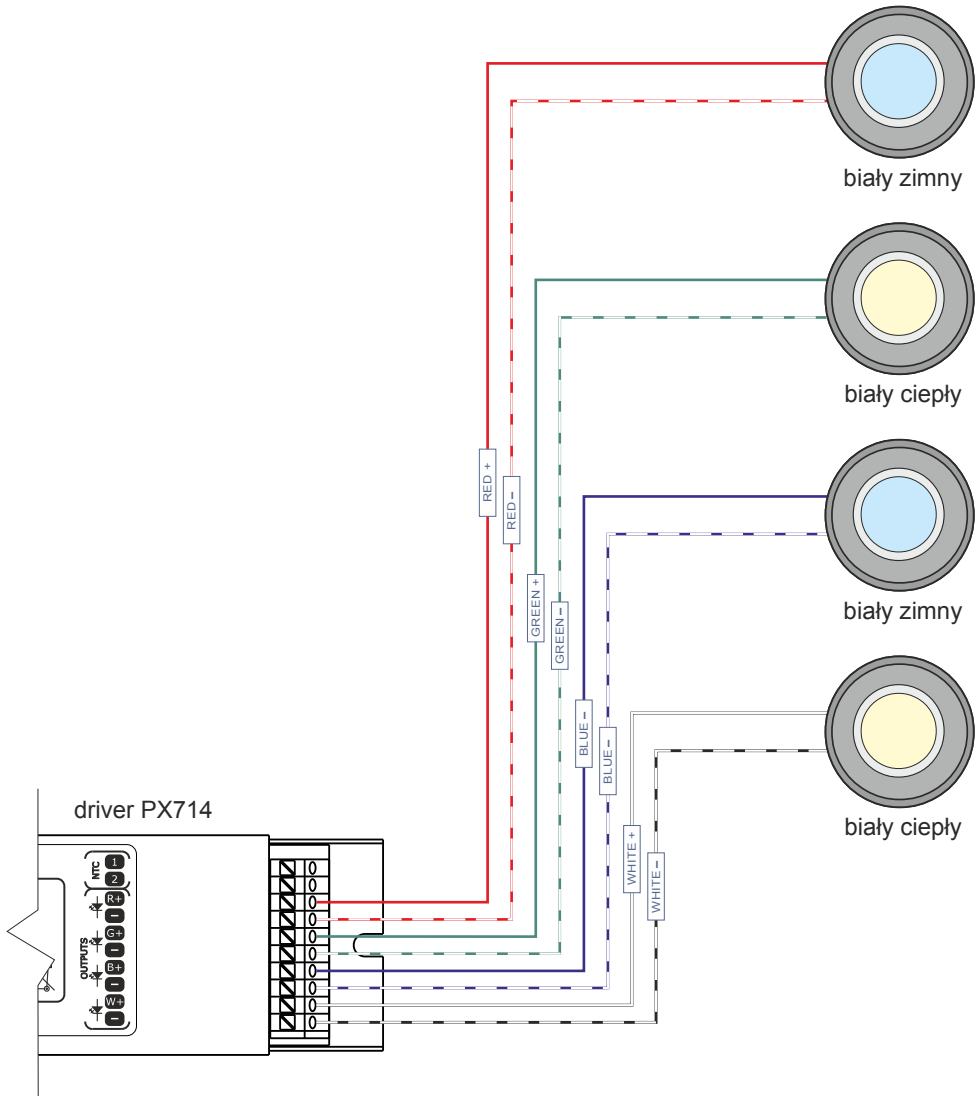 biały zimny
biały ciepły
biały zimny
biały ciepły
RED +
RED –
GREEN +
GREEN –
BLUE –
BLUE –
WHITE +
WHITE –
driver PX714
NTC
1
2
OUTPUTS
R+
–
G+
–
B+
–
W+
–